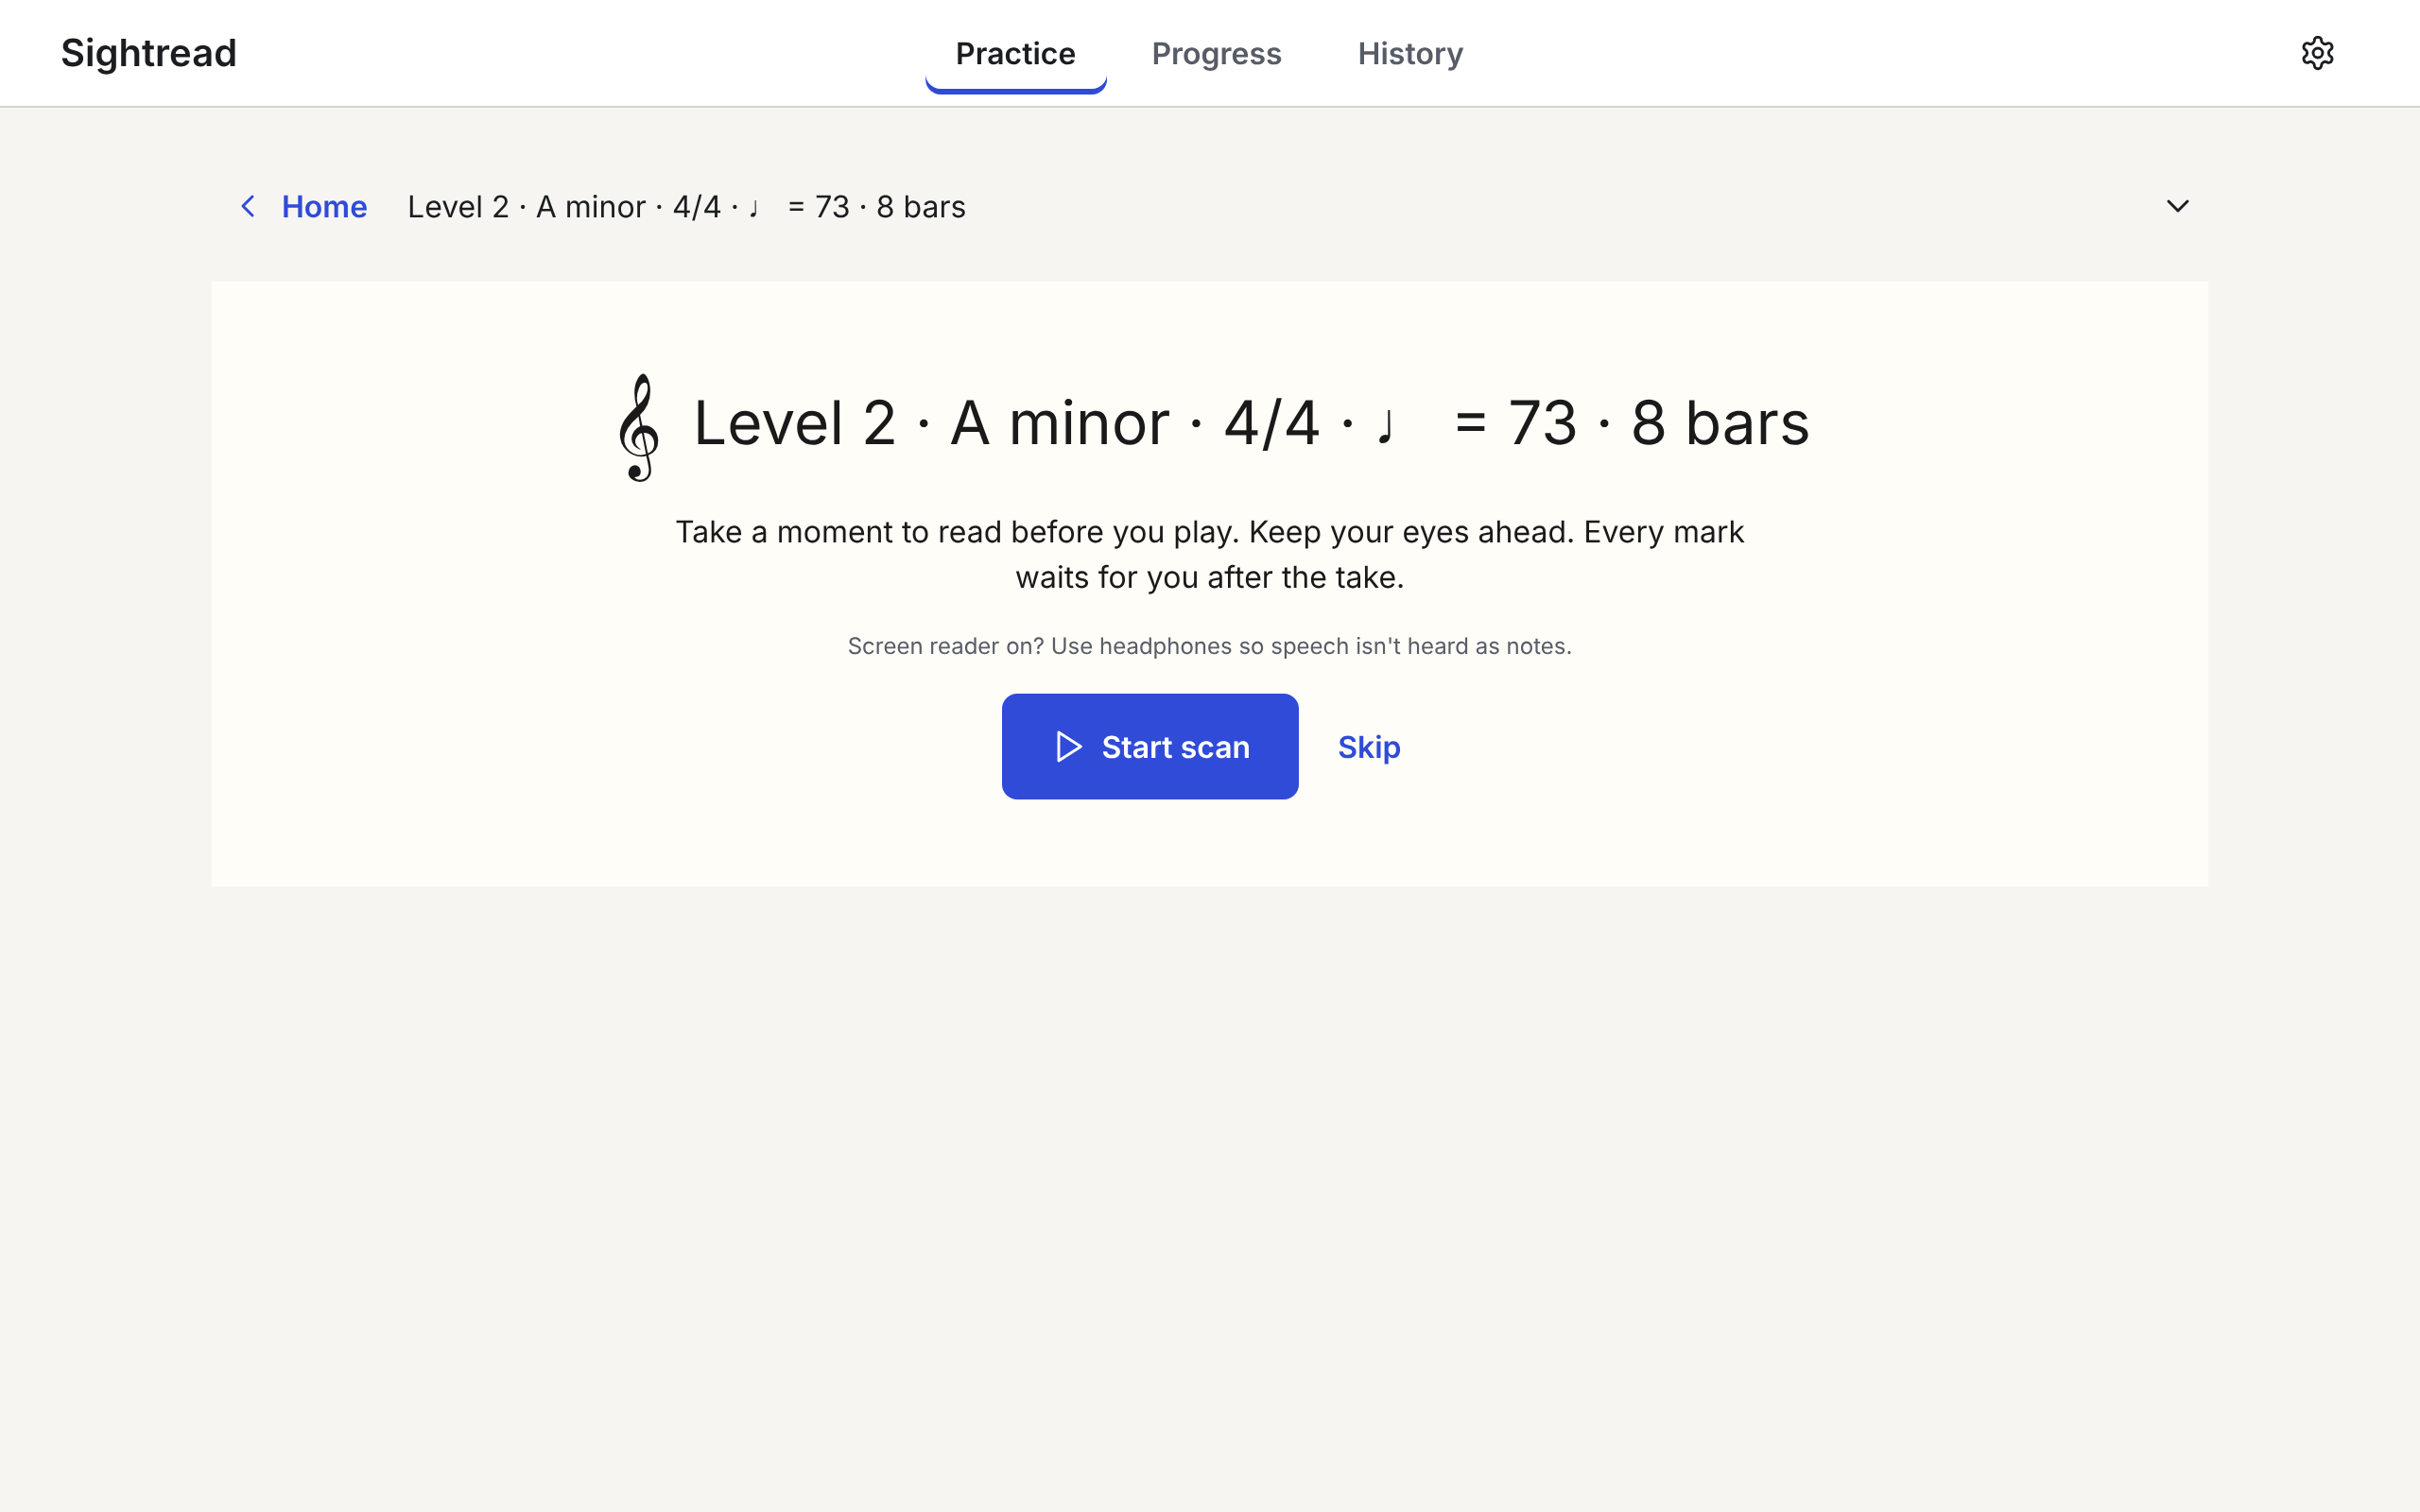 Sightread
Practice
Progress
History
Home
Level 2 · A minor · 4/4 · ♩ = 73 · 8 bars
Level 2 · A minor · 4/4 · ♩ = 73 · 8 bars
Take a moment to read before you play. Keep your eyes ahead. Every mark
waits for you after the take.
Screen reader on? Use headphones so speech isn't heard as notes.
Start scan
Skip